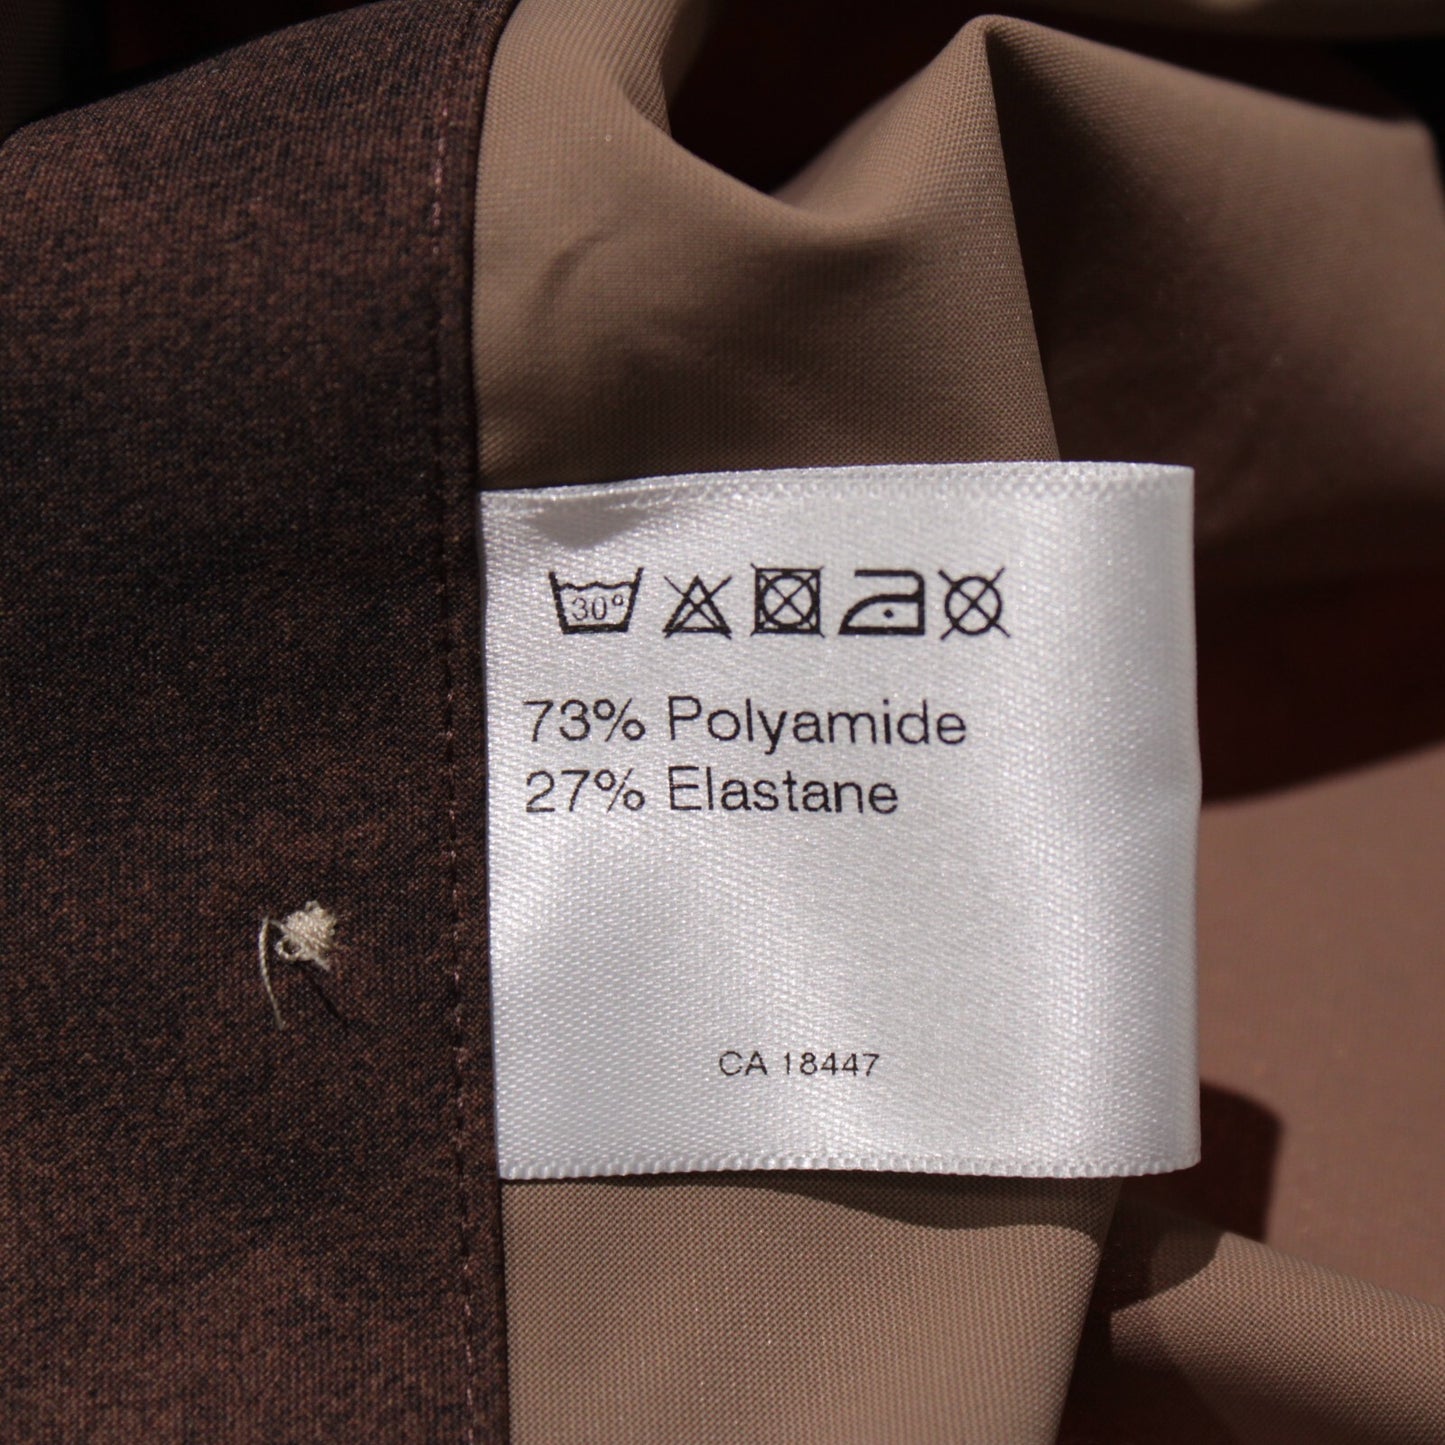 30°
73% Polyamide
27% Elastane
CA 18447